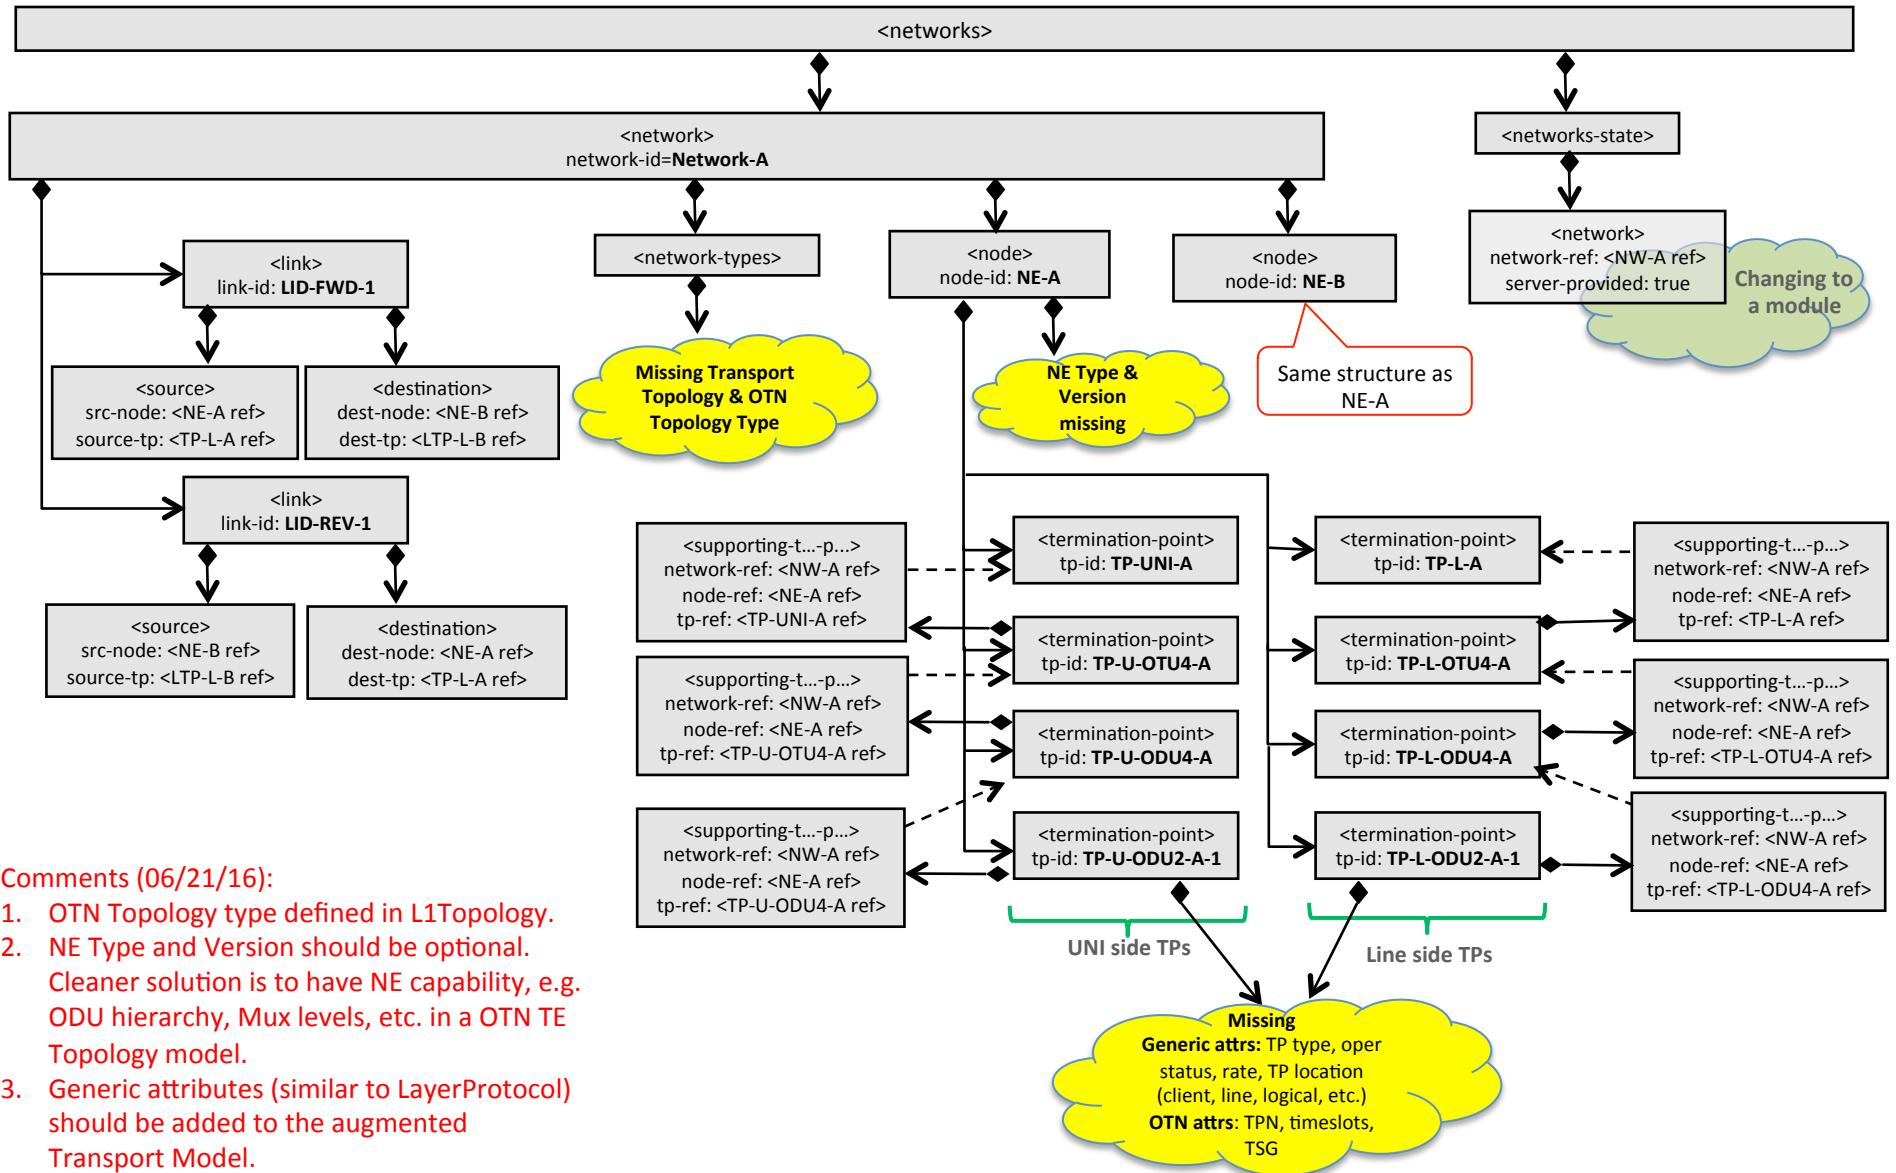 <networks>
<network>
network-id=Network-A
<networks-state>
<network>
network-ref: <NW-A ref>
server-provided: true
Changing to
a module
<link>
link-id: LID-FWD-1
<network-types>
<node>
node-id: NE-A
<node>
node-id: NE-B
<source>
src-node: <NE-A ref>
source-tp: <TP-L-A ref>
<destination>
dest-node: <NE-B ref>
dest-tp: <LTP-L-B ref>
Missing Transport
Topology & OTN
Topology Type
NE Type &
Version
missing
Same structure as
NE-A
<link>
link-id: LID-REV-1
<source>
src-node: <NE-B ref>
source-tp: <LTP-L-B ref>
<destination>
dest-node: <NE-A ref>
dest-tp: <TP-L-A ref>
<supporting-t...-p...>
network-ref: <NW-A ref>
node-ref: <NE-A ref>
tp-ref: <TP-UNI-A ref>
<supporting-t...-p...>
network-ref: <NW-A ref>
node-ref: <NE-A ref>
tp-ref: <TP-U-OTU4-A ref>
<supporting-t...-p...>
network-ref: <NW-A ref>
node-ref: <NE-A ref>
tp-ref: <TP-U-ODU4-A ref>
<termination-point>
tp-id: TP-UNI-A
<termination-point>
tp-id: TP-U-OTU4-A
<termination-point>
tp-id: TP-U-ODU4-A
<termination-point>
tp-id: TP-U-ODU2-A-1
<termination-point>
tp-id: TP-L-A
<termination-point>
tp-id: TP-L-OTU4-A
<termination-point>
tp-id: TP-L-ODU4-A
<termination-point>
tp-id: TP-L-ODU2-A-1
<supporting-t...-p...>
network-ref: <NW-A ref>
node-ref: <NE-A ref>
tp-ref: <TP-L-A ref>
<supporting-t...-p...>
network-ref: <NW-A ref>
node-ref: <NE-A ref>
tp-ref: <TP-L-OTU4-A ref>
<supporting-t...-p...>
network-ref: <NW-A ref>
node-ref: <NE-A ref>
tp-ref: <TP-L-ODU4-A ref>
UNI side TPs
Line side TPs
Missing
Generic attrs: TP type, oper
status, rate, TP location
(client, line, logical, etc.)
OTN attrs: TPN, timeslots,
TSG
Comments (06/21/16):
1. OTN Topology type defined in L1Topology.
2. NE Type and Version should be optional.
Cleaner solution is to have NE capability, e.g.
ODU hierarchy, Mux levels, etc. in a OTN TE
Topology model.
3. Generic attributes (similar to LayerProtocol)
should be added to the augmented
Transport Model.